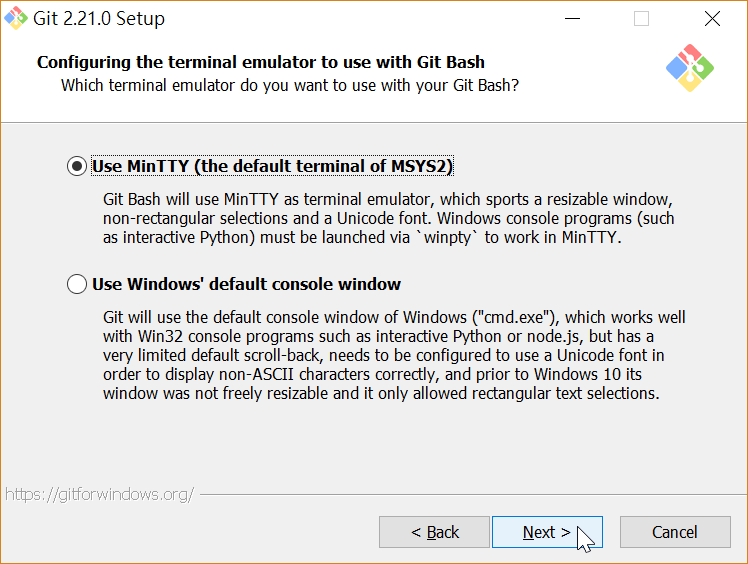 Git 2.21.0 Setup
Configuring the terminal emulator to use with Git Bash
Which terminal emulator do you want to use with your Git Bash?
Use MinTTY (the default terminal of MSYS2)
Git Bash will use MinTTY as terminal emulator, which sports a resizable window,
non-rectangular selections and a Unicode font. Windows console programs (such
as interactive Python) must be launched via `winpty` to work in MinTTY.
Use Windows' default console window
Git will use the default console window of Windows ("cmd.exe"), which works well
with Win32 console programs such as interactive Python or node.js, but has a
very limited default scroll-back, needs to be configured to use a Unicode font in
order to display non-ASCII characters correctly, and prior to Windows 10 its
window was not freely resizable and it only allowed rectangular text selections.
https://gitforwindows.org/
< Back Next > Cancel